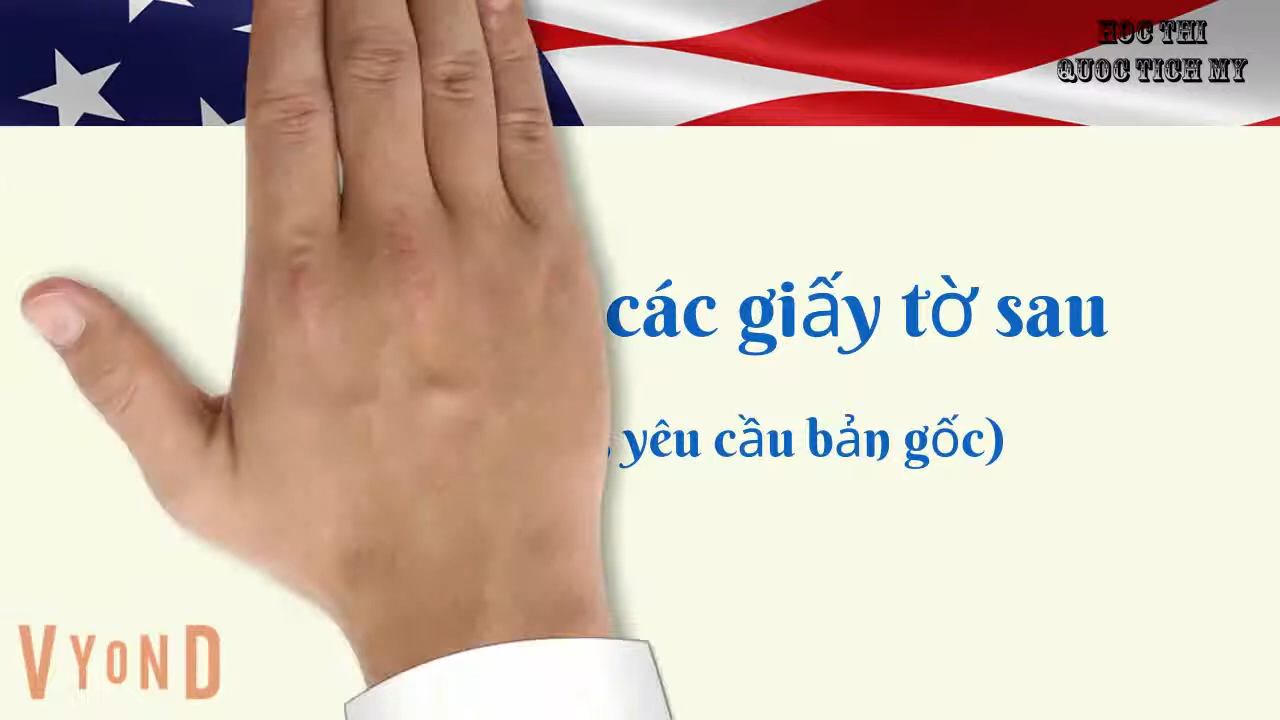 HOC THI
QUOC TICH MY
các giấy tờ sau
, yêu cầu bản gốc)
VYOND